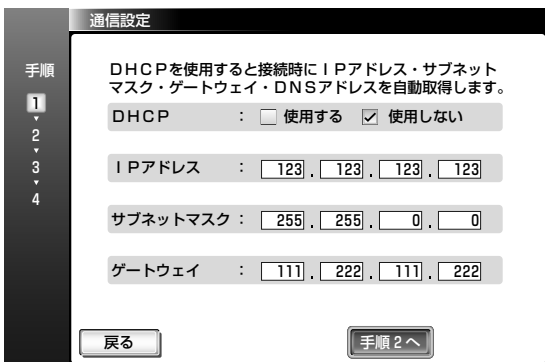 通信設定
手順
1
2
3
4
DHCPを使用すると接続時にIPアドレス・サブネット
マスク・ゲートウェイ・DNSアドレスを自動取得します。
DHCP : 使用する 使用しない
IPアドレス : 123 . 123 . 123 . 123
サブネットマスク : 255 . 255 . 0 . 0
ゲートウェイ : 111 . 222 . 111 . 222
戻る
手順2へ